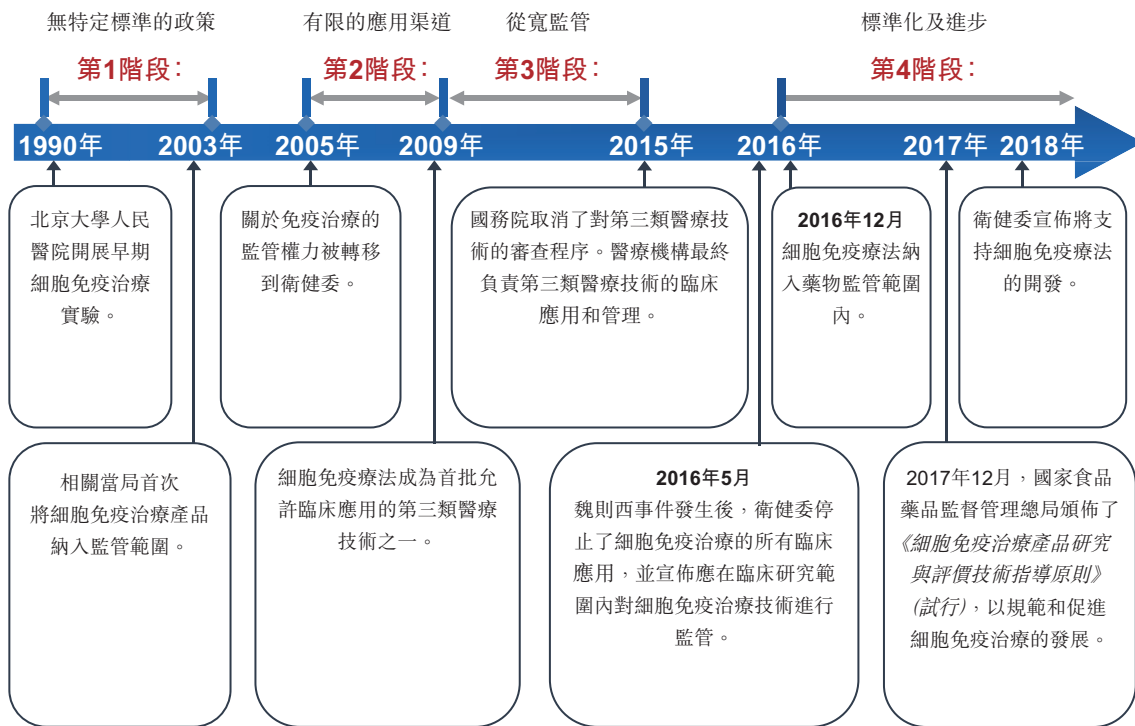 無特定標準的政策
有限的應用渠道
從寬監管
標準化及進步
第1階段：
第2階段：
第3階段：
第4階段：
1990年
2003年
2005年
2009年
2015年
2016年
2017年
2018年
北京大學人民
醫院開展早期
細胞免疫治療
實驗。
關於免疫治療的
監管權力被轉移
到衛健委。
國務院取消了對第三類醫療技
術的審查程序。醫療機構最終
負責第三類醫療技術的臨床
應用和管理。
2016年12月
細胞免疫療法納
入藥物監管範圍
內。
衛健委宣佈將支
持細胞免疫療法
的開發。
相關當局首次
將細胞免疫治療產品
納入監管範圍。
細胞免疫療法成為首批允
許臨床應用的第三類醫療
技術之一。
2016年5月
魏則西事件發生後，衛健委停
止了細胞免疫治療的所有臨床
應用，並宣佈應在臨床研究範
圍內對細胞免疫治療技術進行
監管。
2017年12月，國家食品
藥品監督管理總局頒佈了
《細胞免疫治療產品研究
與評價技術指導原則》
(試行)，以規範和促進
細胞免疫治療的發展。